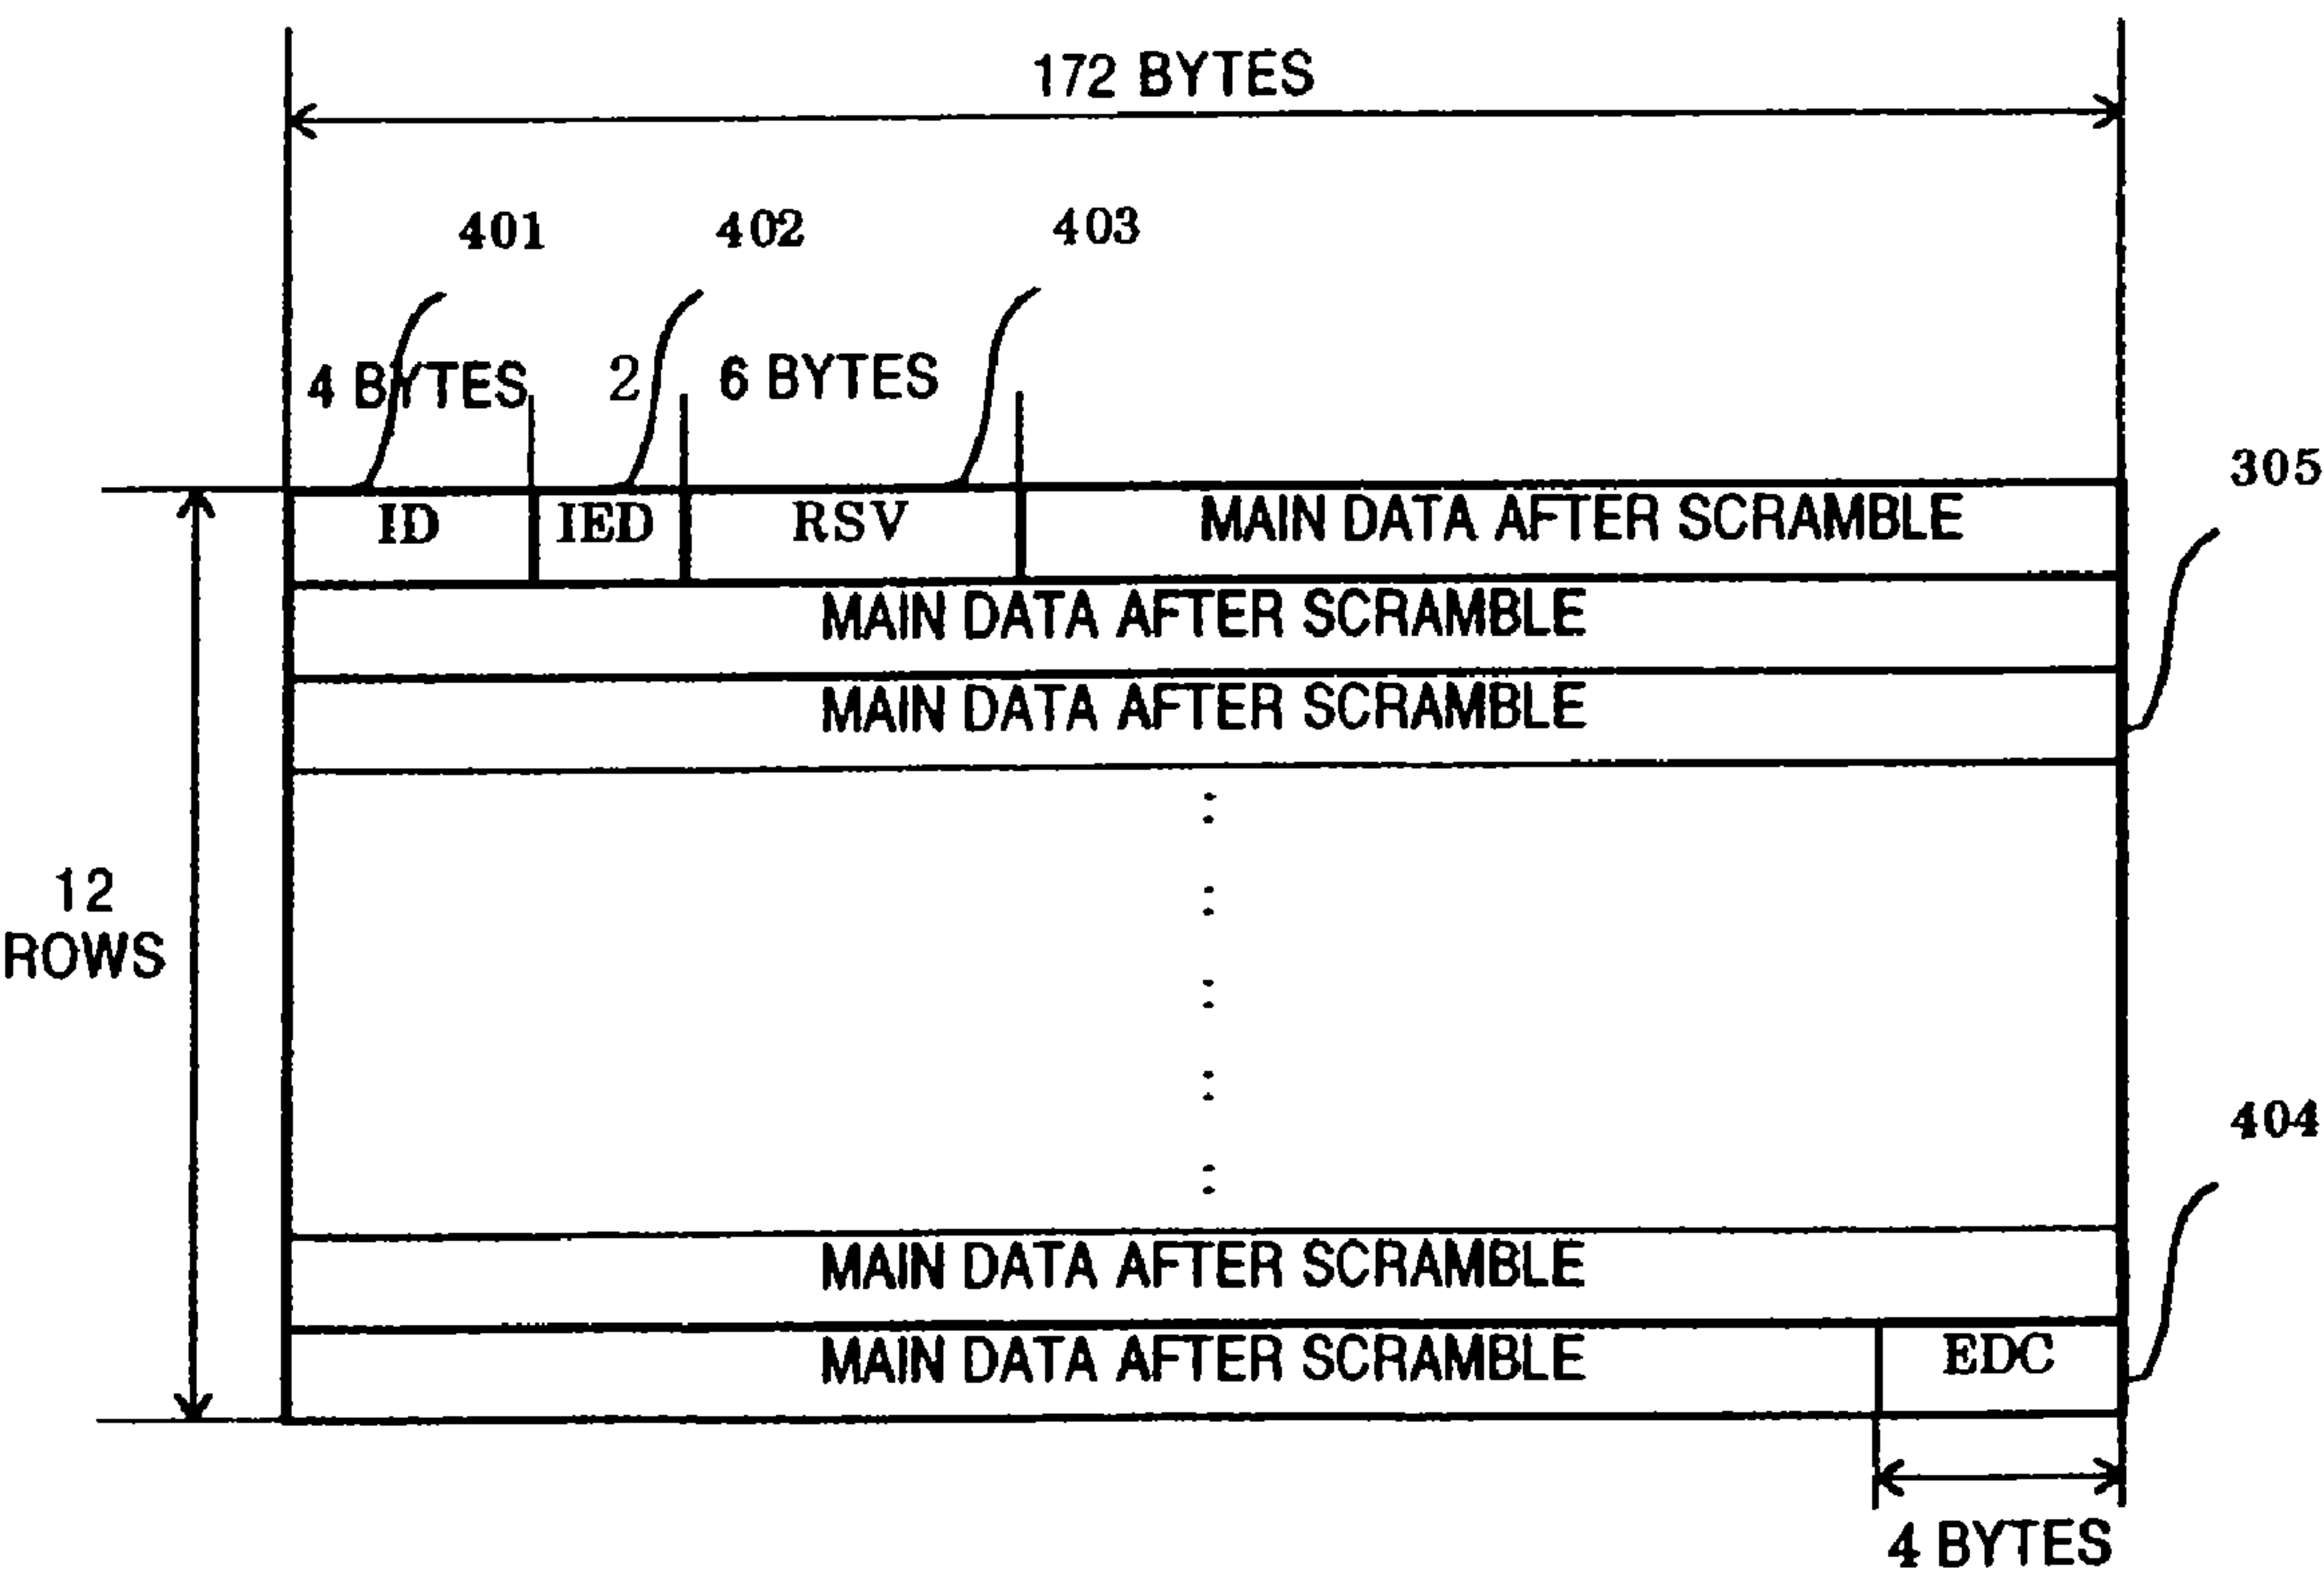 172 BYTES
401 402 403
4 BYTES 2 6 BYTES
305
ID IED RSV MAIN DATA AFTER SCRAMBLE
MAIN DATA AFTER SCRAMBLE
MAIN DATA AFTER SCRAMBLE
12
ROWS
404
MAIN DATA AFTER SCRAMBLE
MAIN DATA AFTER SCRAMBLE EDC
4 BYTES